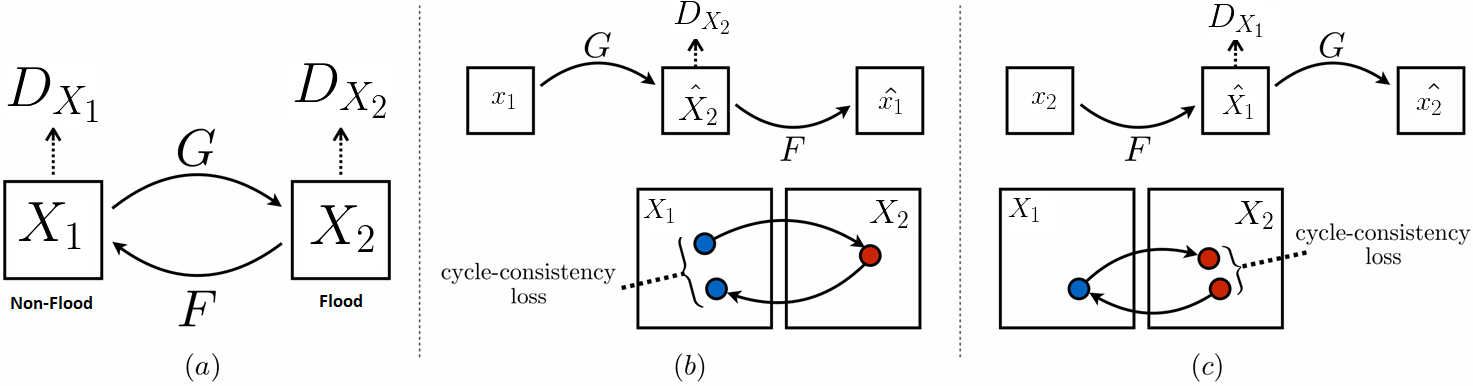 D_{X_1}
D_{X_2}
G
X_1
X_2
Non-Flood
Flood
F
(a)
D_{X_2}
G
x_1
\hat{X}_2
\hat{x_1}
F
X_1
X_2
cycle-consistency
loss
(b)
D_{X_1}
G
x_2
\hat{X}_1
\hat{x_2}
F
X_1
X_2
cycle-consistency
loss
(c)